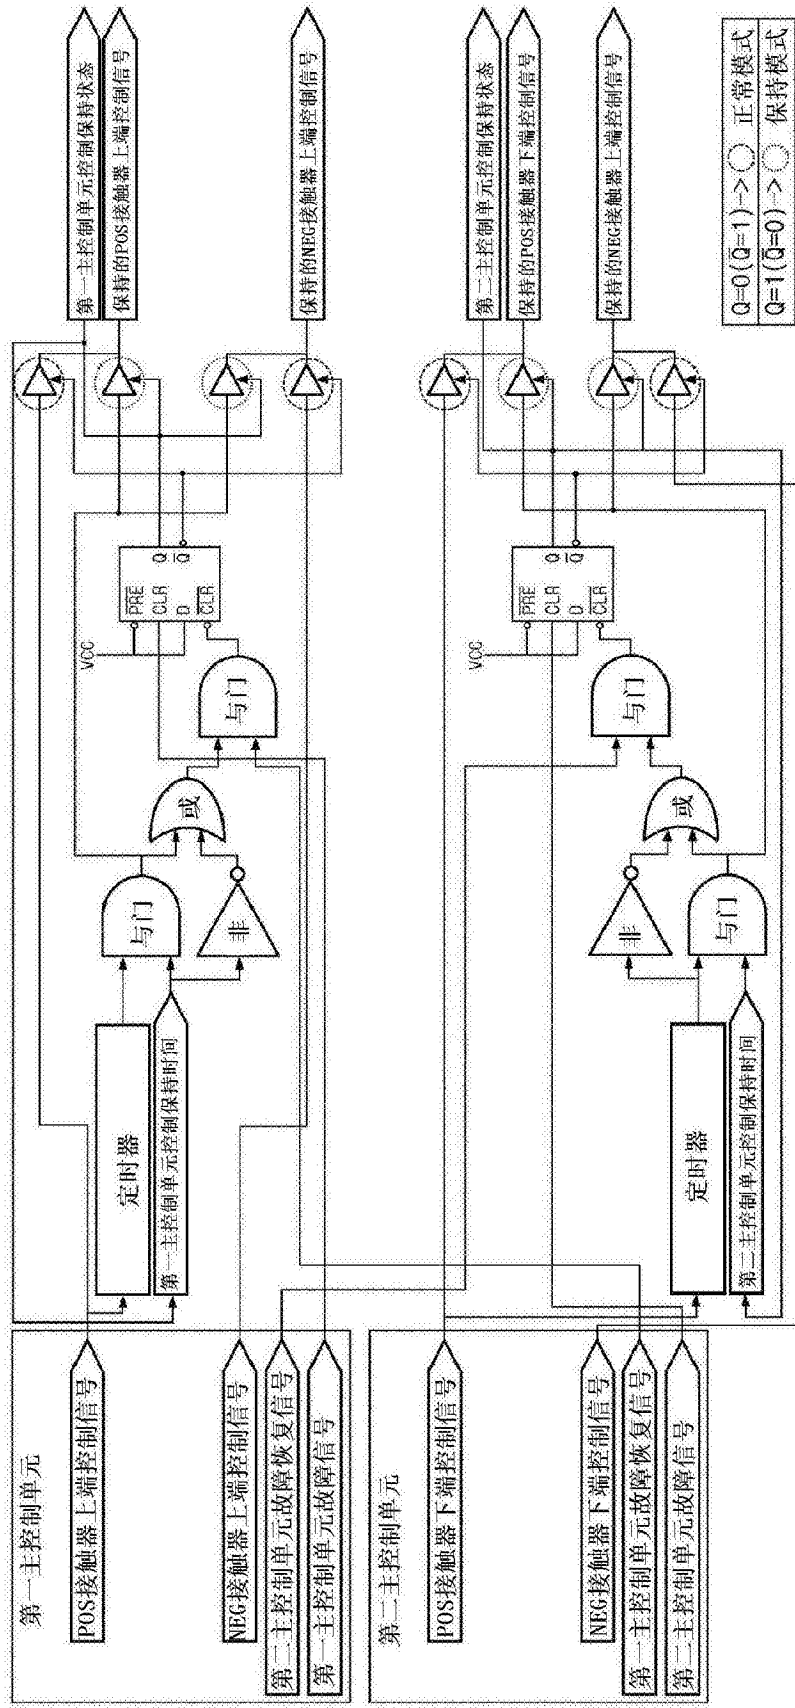 第一主控制单元
POS接触器上端控制信号
NEG接触器上端控制信号
第二主控制单元故障恢复信号
第一主控制单元故障信号
定时器
第一主控制单元控制保持时间
与门
非
或
与门
VCC
PRE
CLR
D
CLR
Q
Q
第一主控制单元控制保持状态
保持的POS接触器上端控制信号
保持的NEG接触器上端控制信号
第二主控制单元
POS接触器下端控制信号
NEG接触器下端控制信号
第一主控制单元故障恢复信号
第二主控制单元故障信号
定时器
第二主控制单元控制保持时间
非
与门
或
与门
VCC
PRE
CLR
D
CLR
Q
Q
第二主控制单元控制保持状态
保持的POS接触器下端控制信号
保持的NEG接触器上端控制信号
Q=0(Q̅=1)-> 正常模式
Q=1(Q̅=0)-> 保持模式